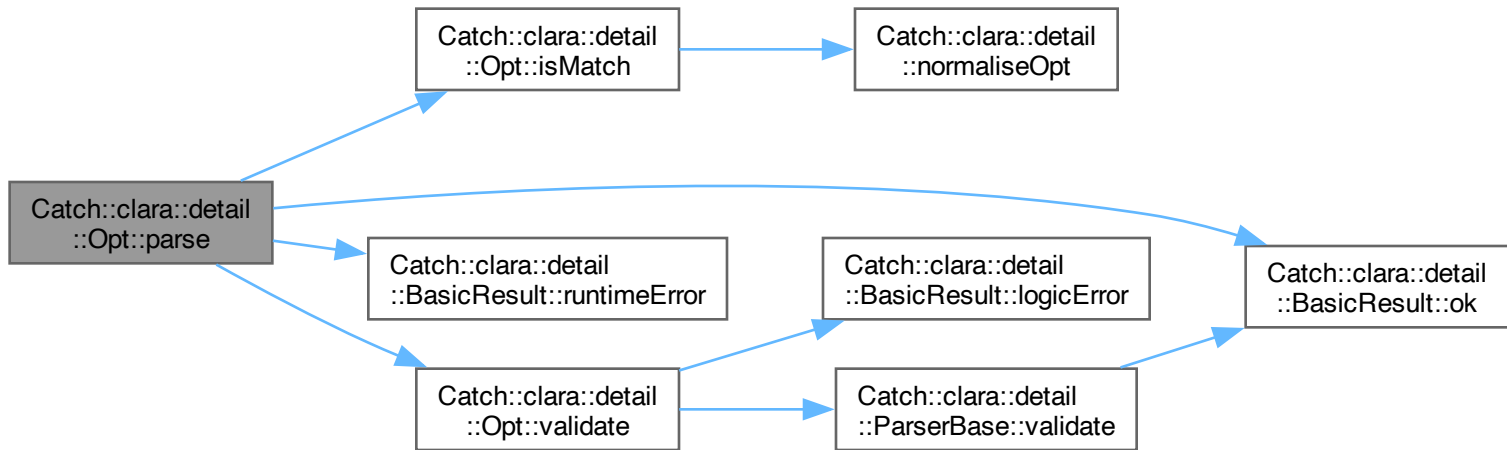 Catch::clara::detail
::Opt::isMatch
Catch::clara::detail
::normaliseOpt
Catch::clara::detail
::Opt::parse
Catch::clara::detail
::BasicResult::runtimeError
Catch::clara::detail
::BasicResult::logicError
Catch::clara::detail
::BasicResult::ok
Catch::clara::detail
::Opt::validate
Catch::clara::detail
::ParserBase::validate